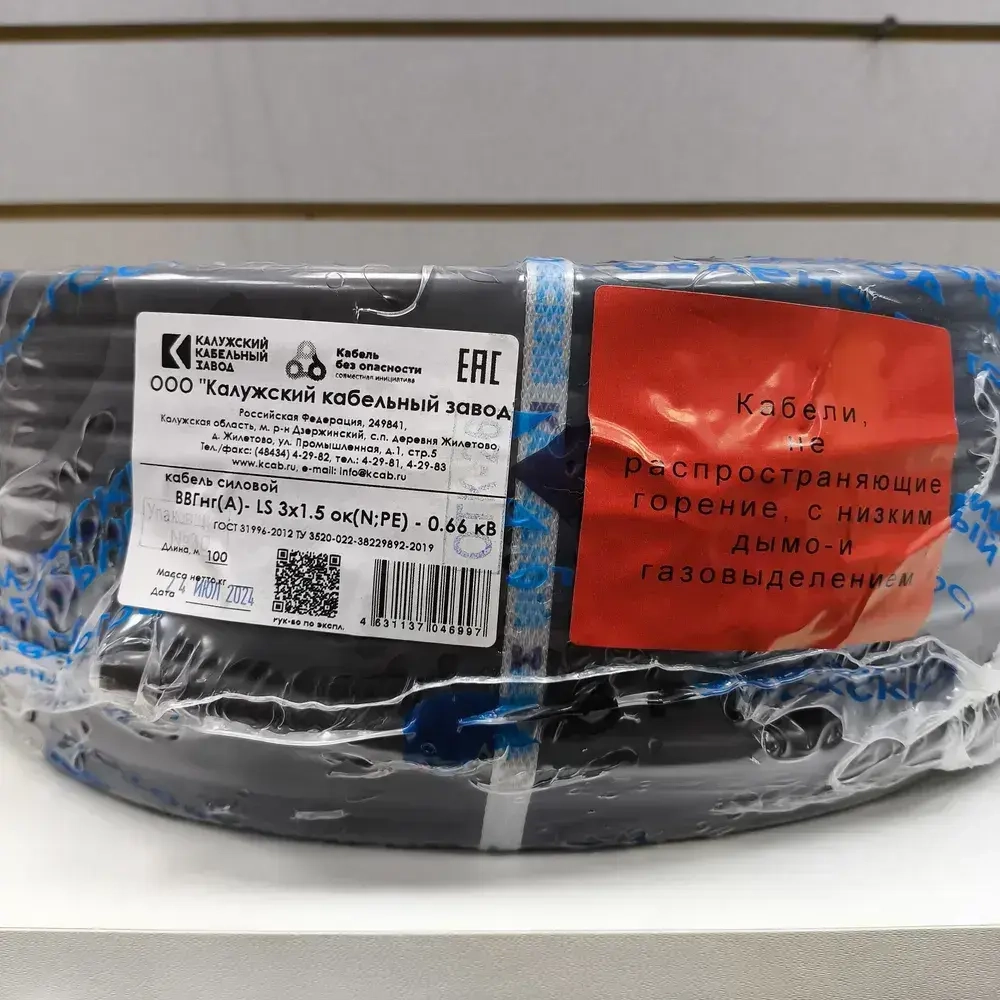 КАЛУЖСКИЙ
КАБЕЛЬНЫЙ
ЗАВОД
Кабель
без опасности
совместная инициатива
EAC
ООО "Калужский кабельный завод
Российская Федерация, 249841,
Калужская область, м. р-н Дзержинский, с.п. деревня Жилетово,
д. Жилетово, ул. Промышленная, д.1, стр.5
Тел./факс: (48434) 4-29-82, тел.: 4-29-81, 4-29-83
www.kcab.ru, e-mail: info@kcab.ru
кабель силовой
ВВГнг(А)- LS 3х1.5 ок(N;PE) - 0.66 кВ
ГОСТ 31996-2012 ТУ 3520-022-38229892-2019
Длина, м 100
Масса нетто,кг
Дата 24 ИЮЛ 2024
рук-во по экспл.
4 631137 046997
Кабели,
не
распространяющие
горение, с низким
дымо-и
газовыделением